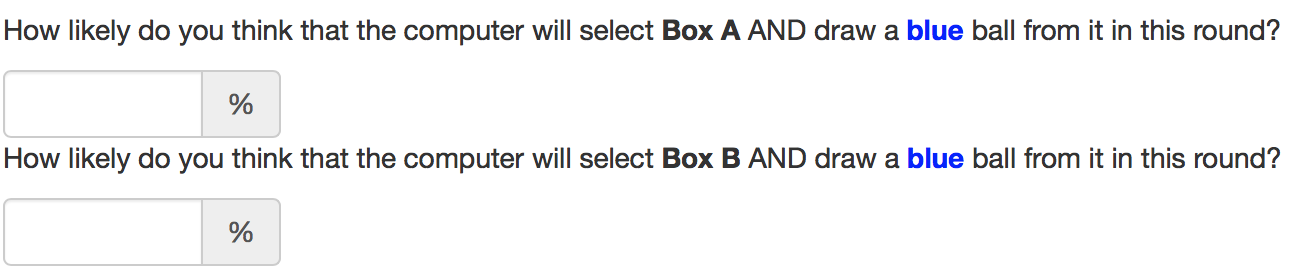 How likely do you think that the computer will select Box A AND draw a blue ball from it in this round?
%
How likely do you think that the computer will select Box B AND draw a blue ball from it in this round?
%